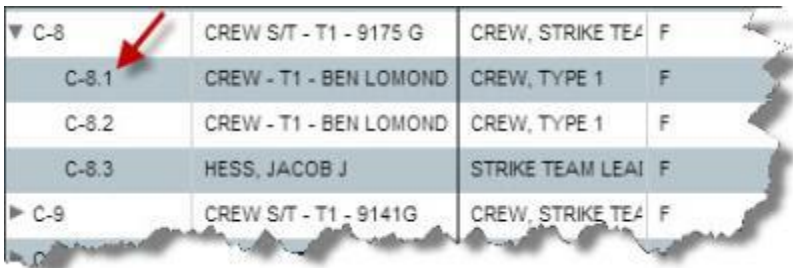 C-8 CREW S/T - T1 - 9175 G CREW, STRIKE TEA F
C-8.1 CREW - T1 - BEN LOMOND CREW, TYPE 1 F
C-8.2 CREW - T1 - BEN LOMOND CREW, TYPE 1 F
C-8.3 HESS, JACOB J STRIKE TEAM LEAD F
C-9 CREW S/T - T1 - 9141G CREW, STRIKE TEA F